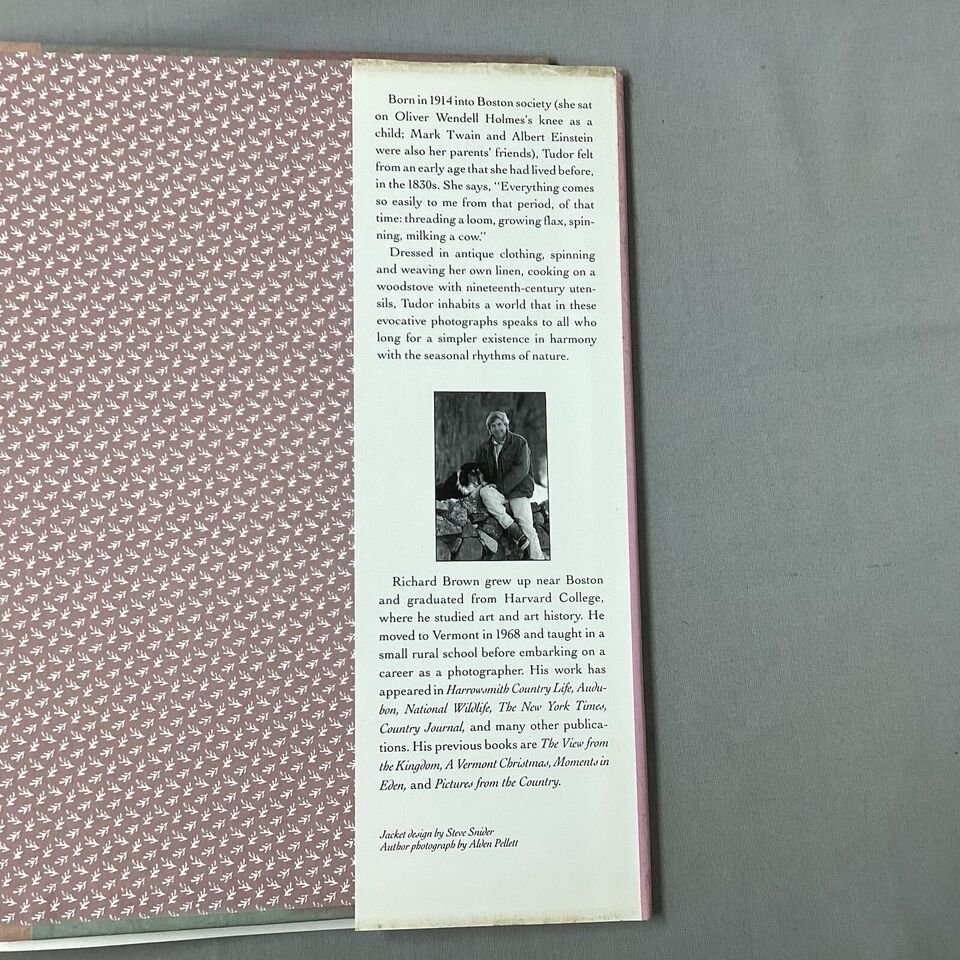 Born in 1914 into Boston society (she sat
on Oliver Wendell Holmes's knee as a
child; Mark Twain and Albert Einstein
were also her parents' friends), Tudor felt
from an early age that she had lived before,
in the 1830s. She says, "Everything comes
so easily to me from that period, of that
time: threading a loom, growing flax, spin-
ning, milking a cow."
Dressed in antique clothing, spinning
and weaving her own linen, cooking on a
woodstove with nineteenth-century uten-
sils, Tudor inhabits a world that in these
evocative photographs speaks to all who
long for a simpler existence in harmony
with the seasonal rhythms of nature.
Richard Brown grew up near Boston
and graduated from Harvard College,
where he studied art and art history. He
moved to Vermont in 1968 and taught in a
small rural school before embarking on a
career as a photographer. His work has
appeared in Harrowsmith Country Life, Audu-
bon, National Wildlife, The New York Times,
Country Journal, and many other publica-
tions. His previous books are The View from
the Kingdom, A Vermont Christmas, Moments in
Eden, and Pictures from the Country.
Jacket design by Steve Snider
Author photograph by Alden Pellett